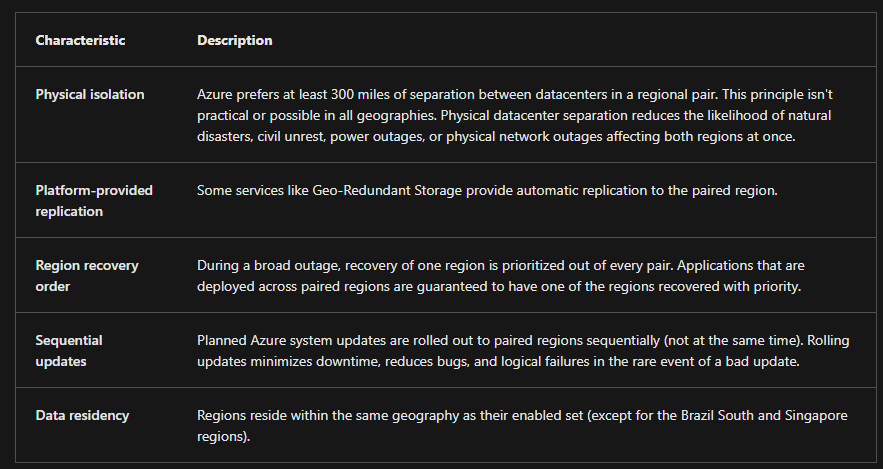 Characteristic Description
Physical isolation Azure prefers at least 300 miles of separation between datacenters in a regional pair. This principle isn't
practical or possible in all geographies. Physical datacenter separation reduces the likelihood of natural
disasters, civil unrest, power outages, or physical network outages affecting both regions at once.
Platform-provided Some services like Geo-Redundant Storage provide automatic replication to the paired region.
replication
Region recovery During a broad outage, recovery of one region is prioritized out of every pair. Applications that are
order deployed across paired regions are guaranteed to have one of the regions recovered with priority.
Sequential Planned Azure system updates are rolled out to paired regions sequentially (not at the same time). Rolling
updates updates minimizes downtime, reduces bugs, and logical failures in the rare event of a bad update.
Data residency Regions reside within the same geography as their enabled set (except for the Brazil South and Singapore
regions).